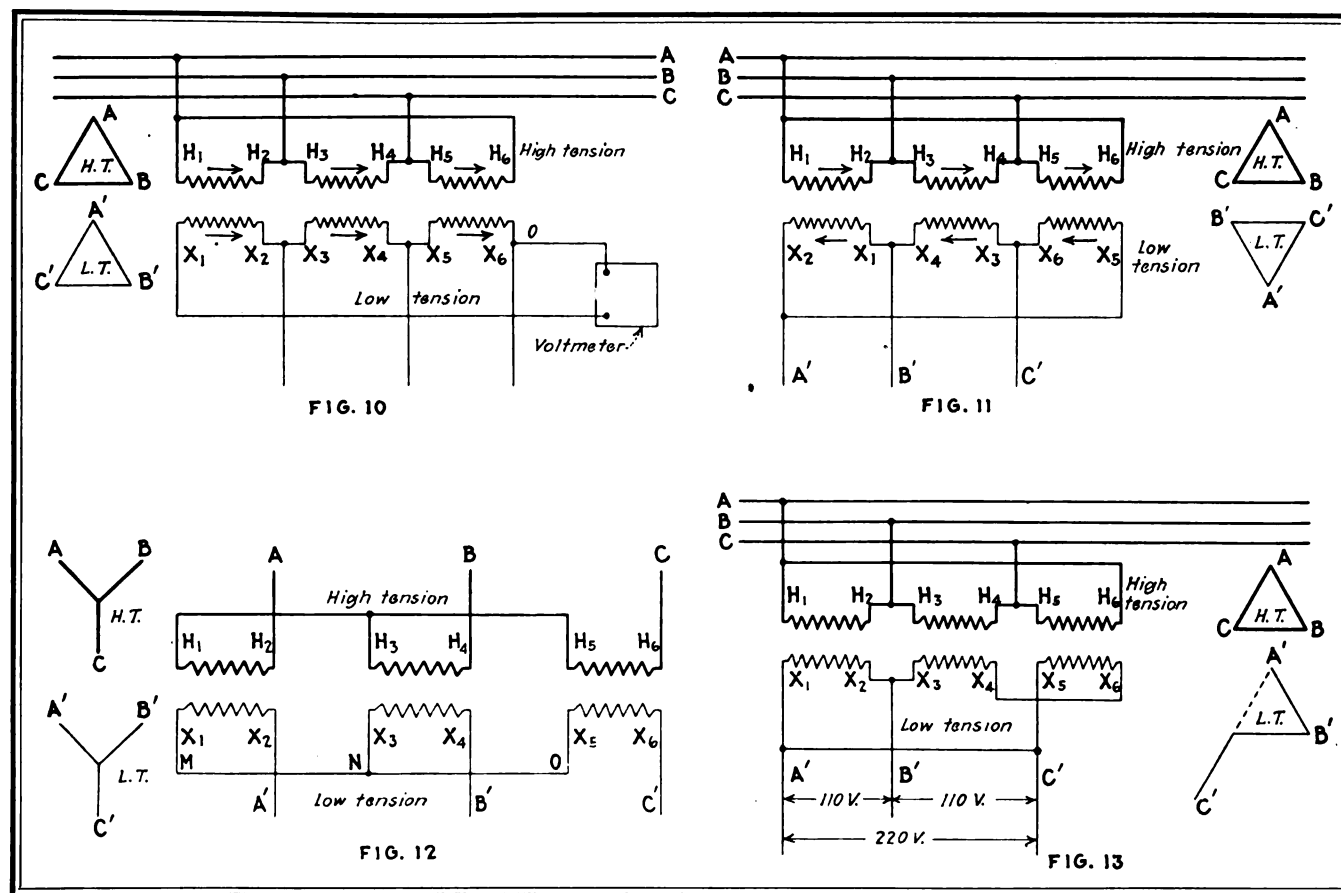 A
B
C
A
H.T.
C B
H₁ H₂ H₃ H₄ H₅ H₆ High tension
A'
L.T.
C' B'
X₁ X₂ X₃ X₄ X₅ X₆ O
Low tension
Voltmeter
FIG. 10
A
B
C
H₁ H₂ H₃ H₄ H₅ H₆ High tension
A
H.T.
C B
X₂ X₁ X₄ X₃ X₆ X₅ Low
tension
B' C'
L.T.
A'
A' B' C'
FIG. 11
A B
H.T.
C
A B C
High tension
H₁ H₂ H₃ H₄ H₅ H₆
A' B'
L.T.
C'
X₁ X₂ X₃ X₄ X₅ X₆
M N O
A' Low tension B' C'
FIG. 12
A
B
C
H₁ H₂ H₃ H₄ H₅ H₆ High
tension
A
H.T.
C B
X₁ X₂ X₃ X₄ X₅ X₆
Low tension
A' B' C'
110 V. 110 V.
220 V.
A'
L.T.
B'
C'
FIG. 13